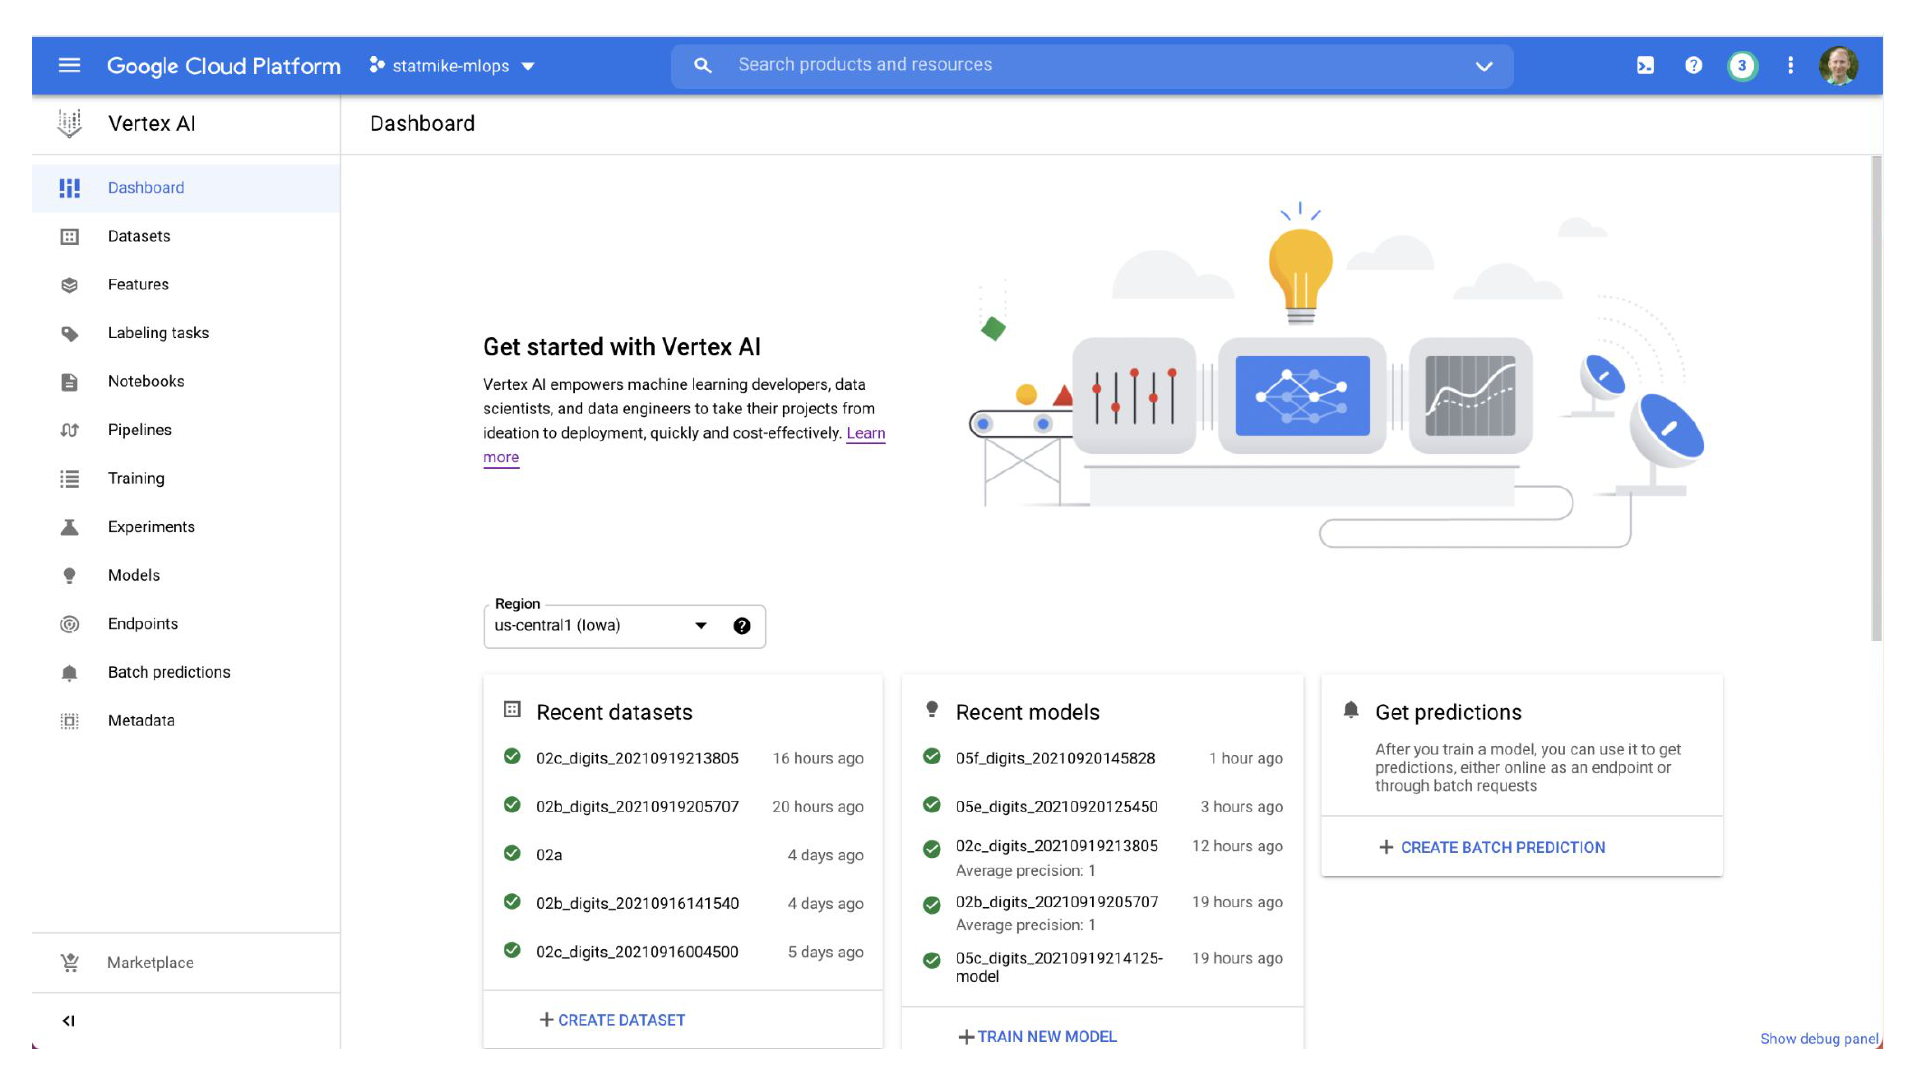 Google Cloud Platform
statmike-mlops
Search products and resources
3
Vertex AI
Dashboard
Dashboard
Datasets
Features
Labeling tasks
Notebooks
Pipelines
Training
Experiments
Models
Endpoints
Batch predictions
Metadata
Marketplace
Get started with Vertex AI
Vertex AI empowers machine learning developers, data
scientists, and data engineers to take their projects from
ideation to deployment, quickly and cost-effectively. Learn
more
Region
us-central1 (Iowa)
Recent datasets
02c_digits_20210919213805 16 hours ago
02b_digits_20210919205707 20 hours ago
02a 4 days ago
02b_digits_20210916141540 4 days ago
02c_digits_20210916004500 5 days ago
CREATE DATASET
Recent models
05f_digits_20210920145828 1 hour ago
05e_digits_20210920125450 3 hours ago
02c_digits_20210919213805 12 hours ago
Average precision: 1
02b_digits_20210919205707 19 hours ago
Average precision: 1
05c_digits_20210919214125- 19 hours ago
model
TRAIN NEW MODEL
Get predictions
After you train a model, you can use it to get
predictions, either online as an endpoint or
through batch requests
CREATE BATCH PREDICTION
Show debug panel